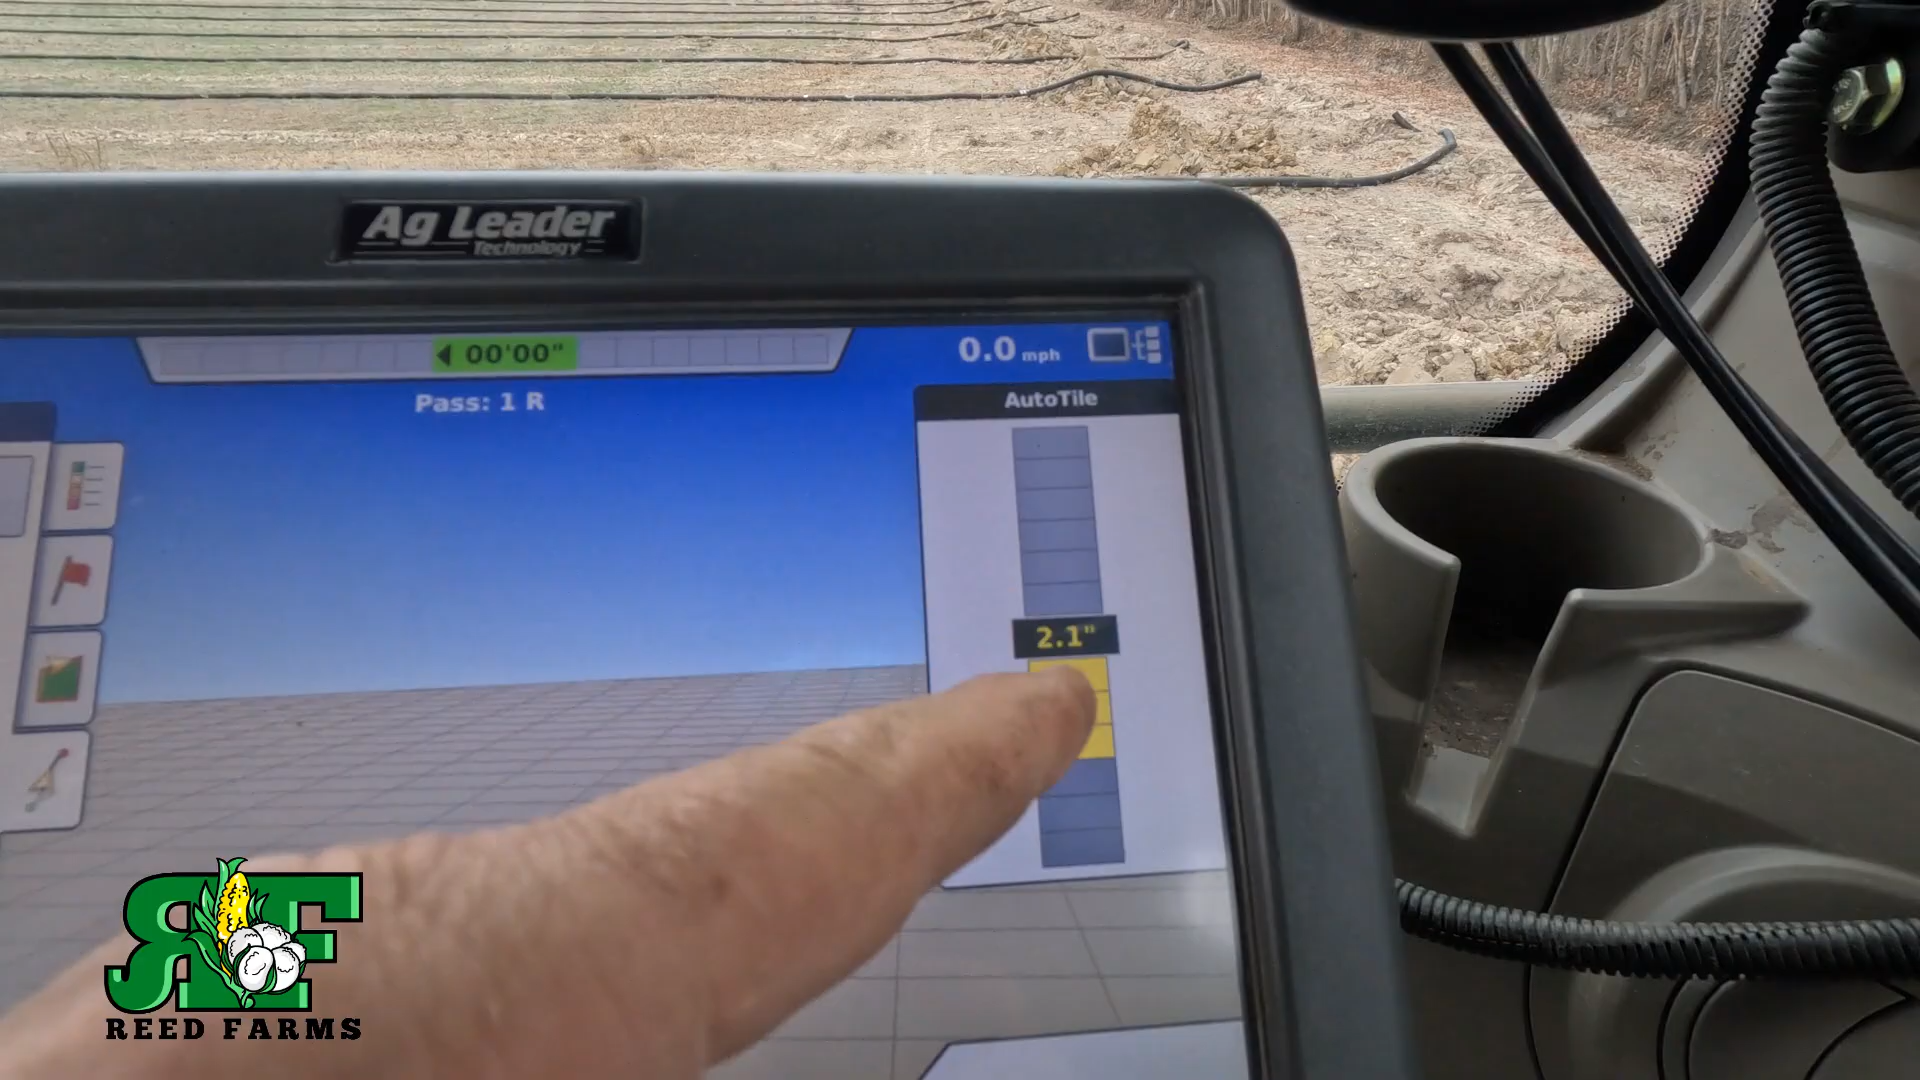 Ag Leader
Technology
00'00"
0.0 mph
Pass: 1 R
AutoTile
2.1"
REED FARMS